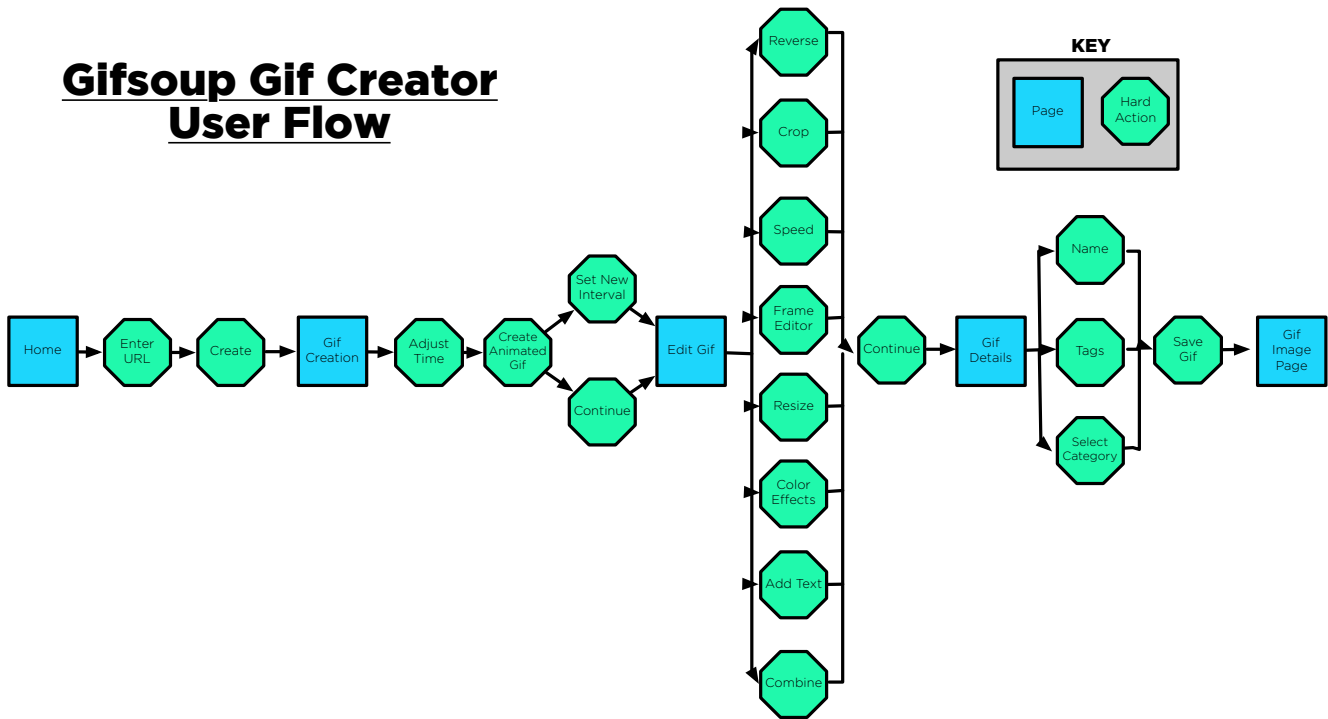 Gifsoup Gif Creator
User Flow
KEY
Page
Hard
Action
Home
Enter
URL
Create
Gif
Creation
Adjust
Time
Create
Animated
Gif
Set New
Interval
Continue
Edit Gif
Reverse
Crop
Speed
Frame
Editor
Resize
Color
Effects
Add Text
Combine
Continue
Gif
Details
Name
Tags
Select
Category
Save
Gif
Gif
Image
Page